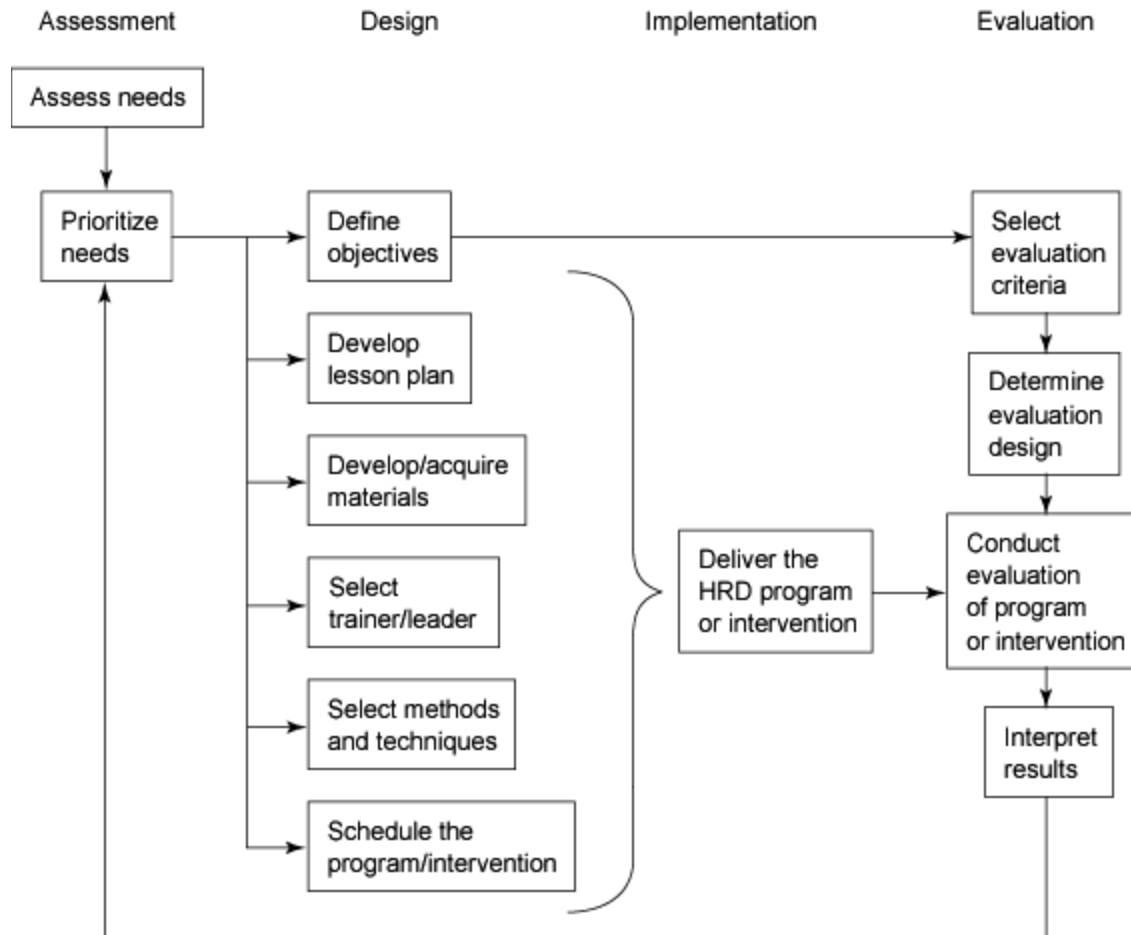 Assessment
Design
Implementation
Evaluation
Assess needs
Prioritize
needs
Define
objectives
Develop
lesson plan
Develop/acquire
materials
Select
trainer/leader
Select methods
and techniques
Schedule the
program/intervention
Deliver the
HRD program
or intervention
Select
evaluation
criteria
Determine
evaluation
design
Conduct
evaluation
of program
or intervention
Interpret
results